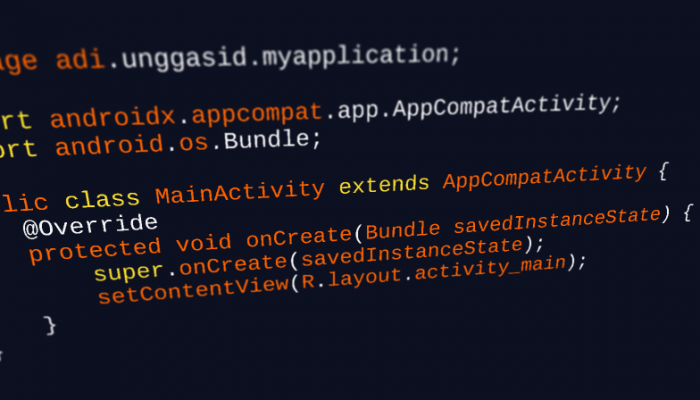 age adi.unggasid.myapplication;
rt androidx.appcompat.app.AppCompatActivity;
ort android.os.Bundle;
lic class MainActivity extends AppCompatActivity {
@Override
protected void onCreate(Bundle savedInstanceState) {
super.onCreate(savedInstanceState);
setContentView(R.layout.activity_main);
}